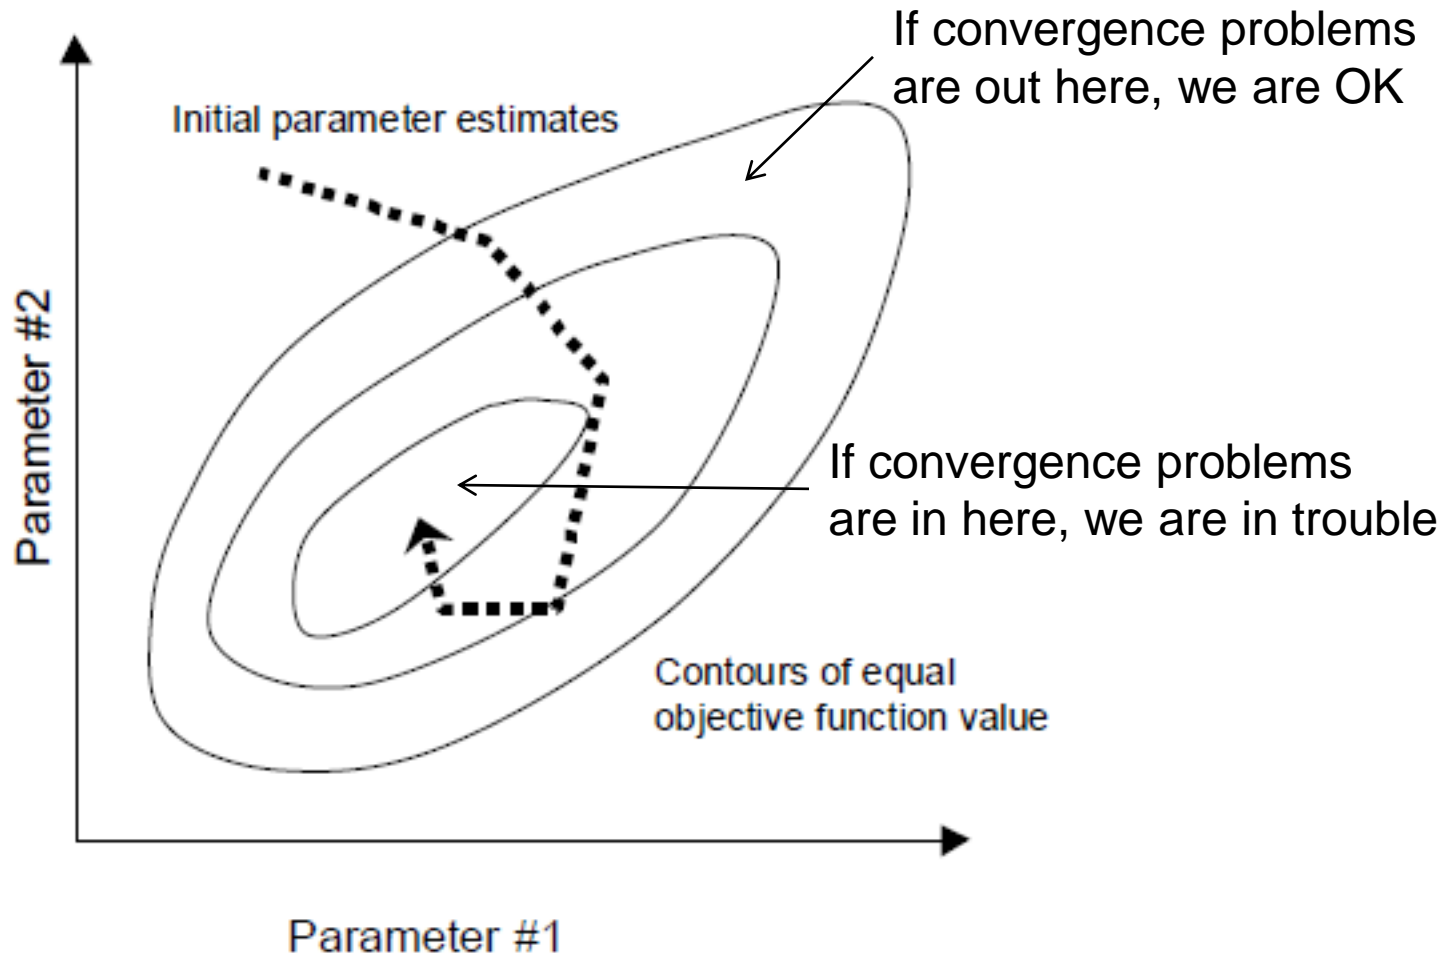 If convergence problems
are out here, we are OK
Initial parameter estimates
Parameter #2
If convergence problems
are in here, we are in trouble
Contours of equal
objective function value
Parameter #1